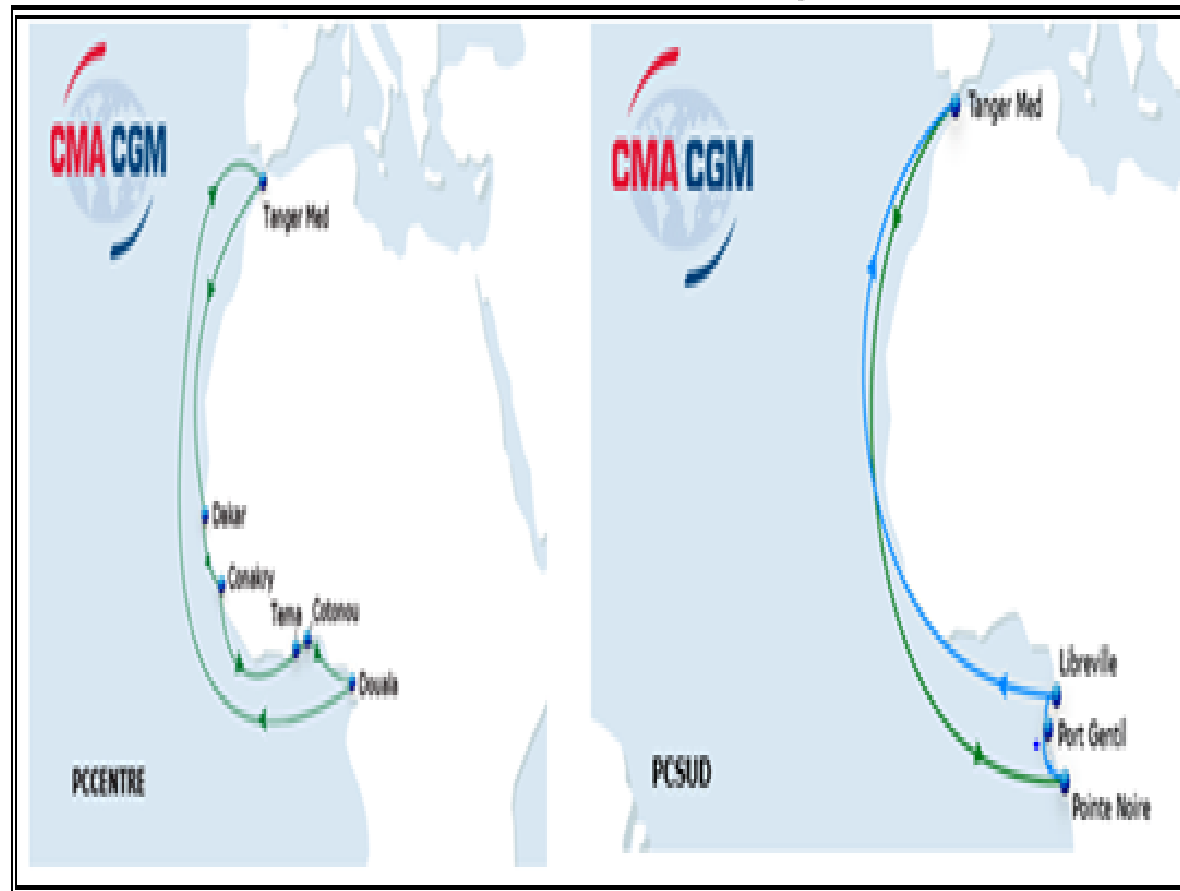 CMA CGM
Tanger Med
Dakar
Conakry
Tema
Cotonou
Douala
PCCENTRE
CMA CGM
Tanger Med
Libreville
Port Gentil
PCSUD
Pointe Noire